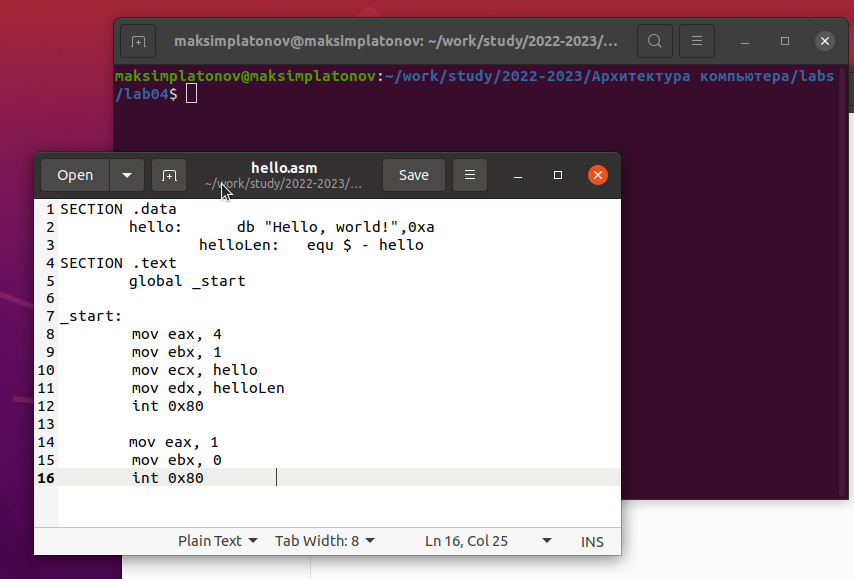 maksimplatonov@maksimplatonov: ~/work/study/2022-2023/...
maksimplatonov@maksimplatonov:~/work/study/2022-2023/Архитектура компьютера/labs
/lab04$
Open
hello.asm
~/work/study/2022-2023/...
Save
1 SECTION .data
2 hello: db "Hello, world!",0xa
3 helloLen: equ $ - hello
4 SECTION .text
5 global _start
6
7 _start:
8 mov eax, 4
9 mov ebx, 1
10 mov ecx, hello
11 mov edx, helloLen
12 int 0x80
13
14 mov eax, 1
15 mov ebx, 0
16 int 0x80
Plain Text Tab Width: 8 Ln 16, Col 25 INS